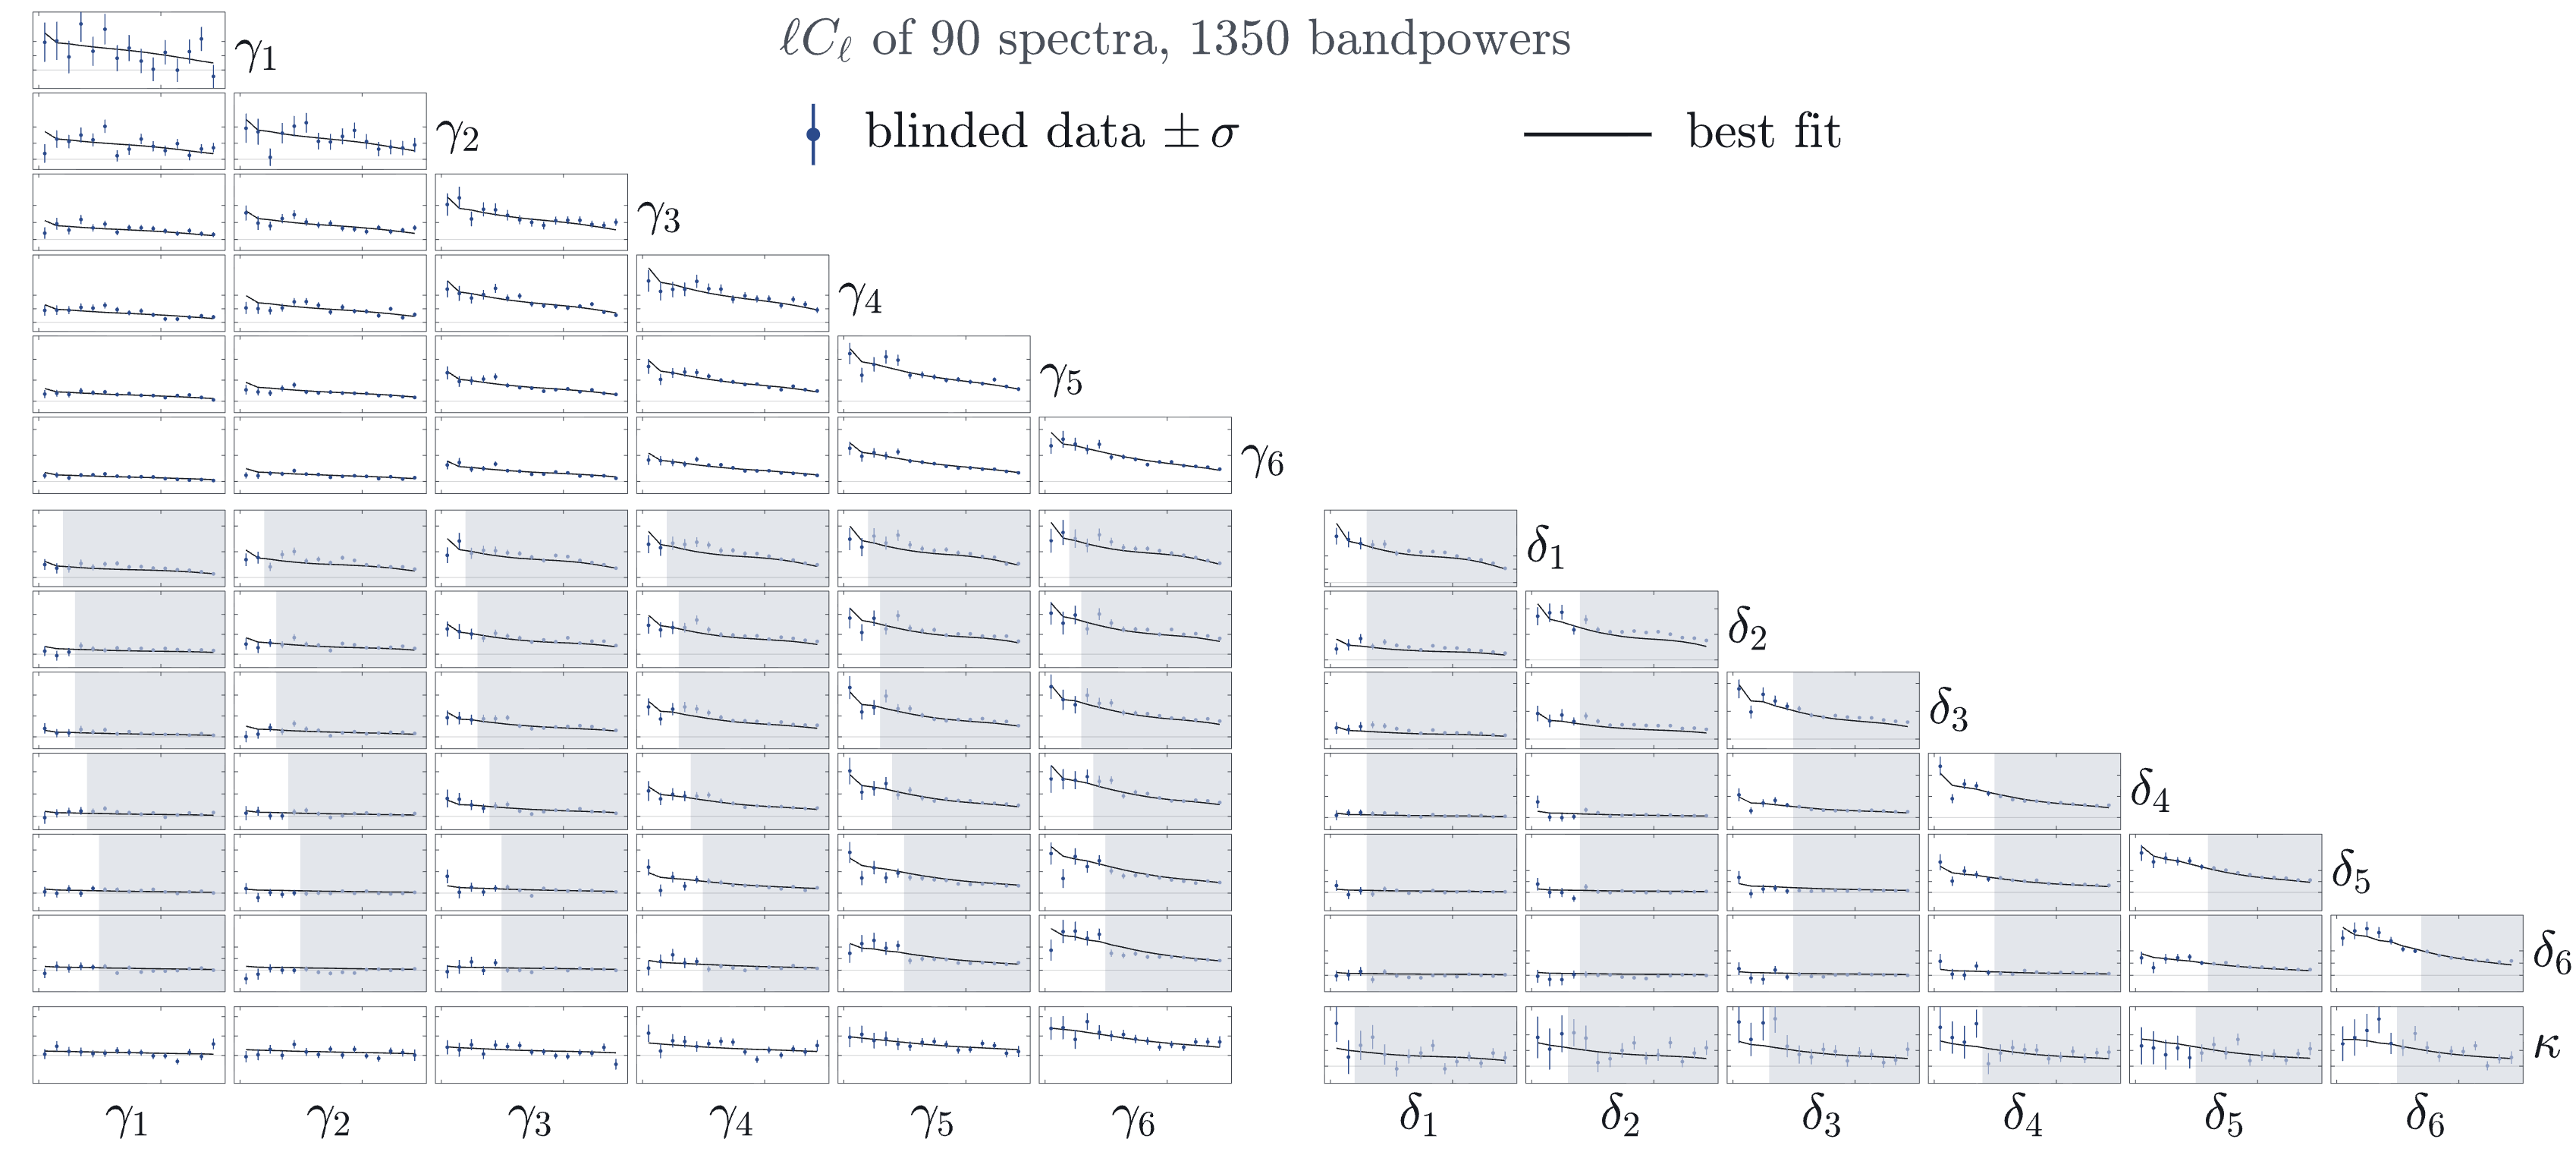 ℓCℓ of 90 spectra, 1350 bandpowers
γ1
blinded data ± σ
best fit
γ2
γ3
γ4
γ5
γ6
δ1
δ2
δ3
δ4
δ5
δ6
κ
γ1 γ2 γ3 γ4 γ5 γ6 δ1 δ2 δ3 δ4 δ5 δ6